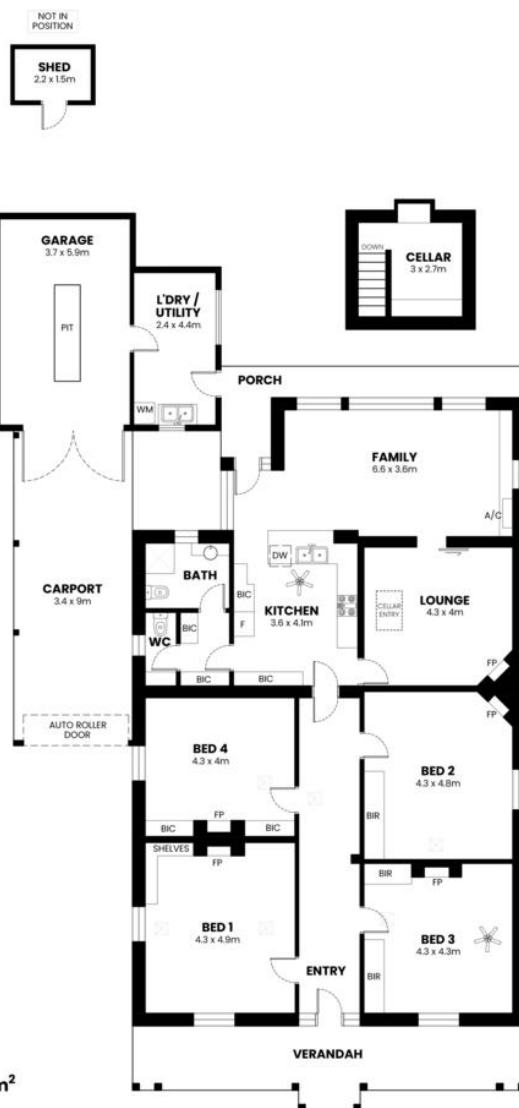 NOT IN
POSITION
SHED
2.2 x 1.5m
GARAGE
3.7 x 5.9m
PIT
L'DRY /
UTILITY
2.4 x 4.4m
WM
DOWN
CELLAR
3 x 2.7m
PORCH
FAMILY
6.6 x 3.6m
A/C
CARPORT
3.4 x 9m
BATH
WC
BIC
BIC
DW
BIC
F
KITCHEN
3.6 x 4.1m
BIC
LOUNGE
4.3 x 4m
CELLAR
ENTRY
FP
FP
AUTO ROLLER
DOOR
BED 4
4.3 x 4m
FP
BIC
BIC
BED 2
4.3 x 4.8m
BIR
SHELVES
FP
BED 1
4.3 x 4.9m
BIR
FP
BED 3
4.3 x 4.3m
BIR
ENTRY
VERANDAH
m²